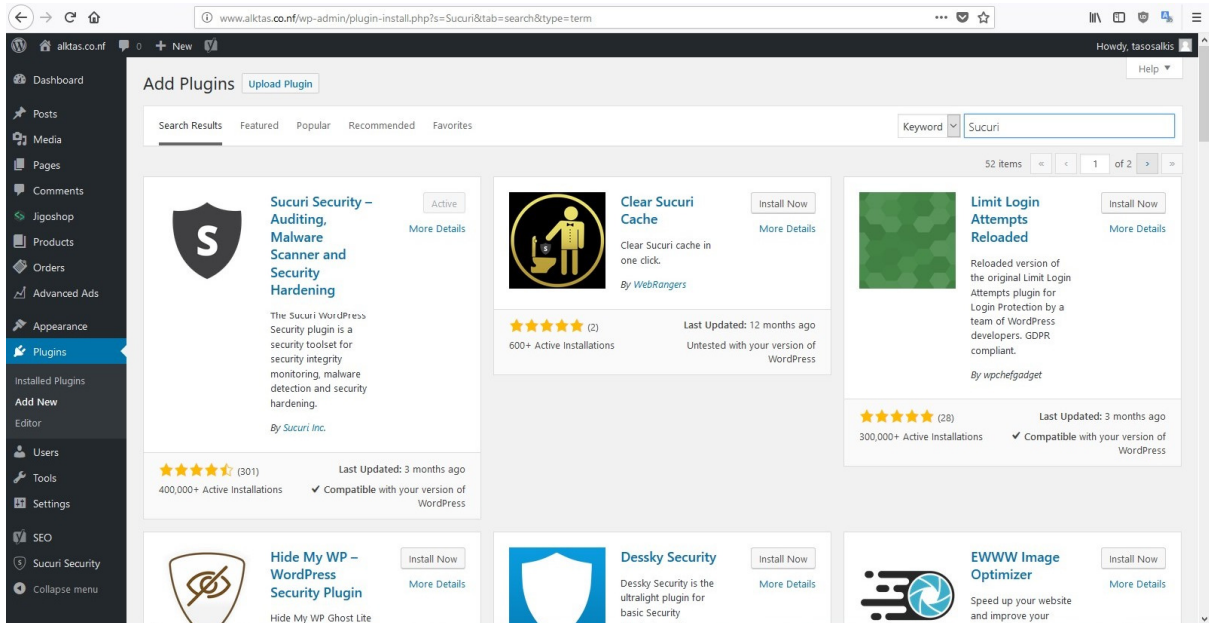 www.alktas.co.nf/wp-admin/plugin-install.php?s=Sucuri&tab=search&type=term
alktas.co.nf 0 + New
Howdy, tasosalkis
Help
Dashboard
Posts
Media
Pages
Comments
Jigoshop
Products
Orders
Advanced Ads
Appearance
Plugins
Installed Plugins
Add New
Editor
Users
Tools
Settings
SEO
Sucuri Security
Collapse menu
Add Plugins Upload Plugin
Search Results Featured Popular Recommended Favorites
Keyword Sucuri
52 items « ‹ 1 of 2 › »
S
Sucuri Security –
Auditing,
Malware
Scanner and
Security
Hardening
Active
More Details
The Sucuri WordPress
Security plugin is a
security toolset for
security integrity
monitoring, malware
detection and security
hardening.
By Sucuri Inc.
(301)
400,000+ Active Installations
Last Updated: 3 months ago
Compatible with your version of
WordPress
Clear Sucuri
Cache
Install Now
More Details
Clear Sucuri cache in
one click.
By WebRangers
(2)
600+ Active Installations
Last Updated: 12 months ago
Untested with your version of
WordPress
Limit Login
Attempts
Reloaded
Install Now
More Details
Reloaded version of
the original Limit Login
Attempts plugin for
Login Protection by a
team of WordPress
developers. GDPR
compliant.
By wpchefgadget
(28)
300,000+ Active Installations
Last Updated: 3 months ago
Compatible with your version of
WordPress
Hide My WP –
WordPress
Security Plugin
Install Now
More Details
Hide My WP Ghost Lite
Dessky Security
Install Now
More Details
Dessky Security is the
ultralight plugin for
basic Security
EWWW Image
Optimizer
Install Now
More Details
Speed up your website
and improve your